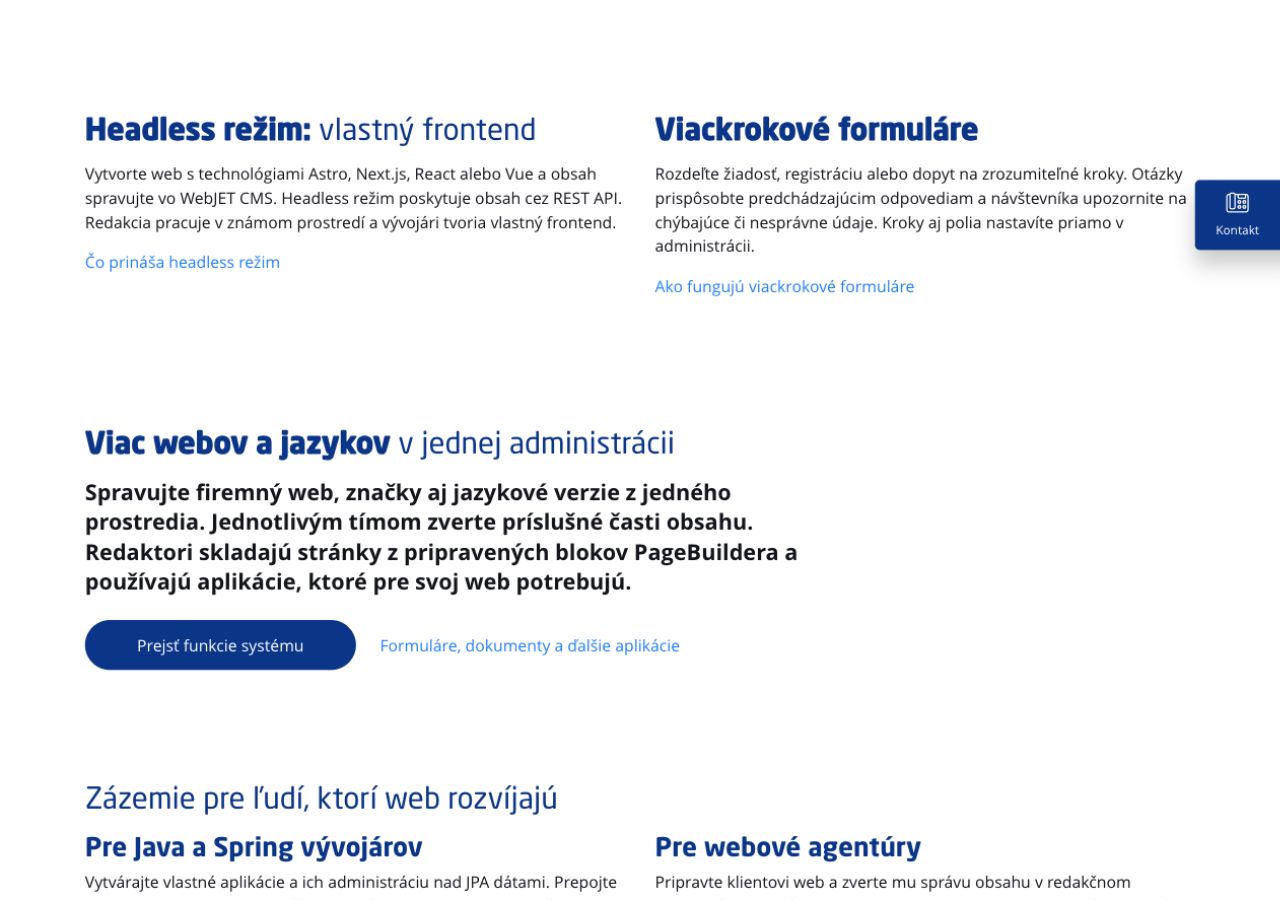 Headless režim: vlastný frontend
Vytvorte web s technológiami Astro, Next.js, React alebo Vue a obsah
spravujte vo WebJET CMS. Headless režim poskytuje obsah cez REST API.
Redakcia pracuje v známom prostredí a vývojári tvoria vlastný frontend.
Čo prináša headless režim
Viackrokové formuláre
Rozdeľte žiadosť, registráciu alebo dopyt na zrozumiteľné kroky. Otázky
prispôsobte predchádzajúcim odpovediam a návštevníka upozornite na
chýbajúce či nesprávne údaje. Kroky aj polia nastavíte priamo v
administrácii.
Ako fungujú viackrokové formuláre
Kontakt
Viac webov a jazykov v jednej administrácii
Spravujte firemný web, značky aj jazykové verzie z jedného
prostredia. Jednotlivým tímom zverte príslušné časti obsahu.
Redaktori skladajú stránky z pripravených blokov PageBuildera a
používajú aplikácie, ktoré pre svoj web potrebujú.
Prejsť funkcie systému
Formuláre, dokumenty a ďalšie aplikácie
Zázemie pre ľudí, ktorí web rozvíjajú
Pre Java a Spring vývojárov
Vytvárajte vlastné aplikácie a ich administráciu nad JPA dátami. Prepojte
Pre webové agentúry
Pripravte klientovi web a zverte mu správu obsahu v redakčnom